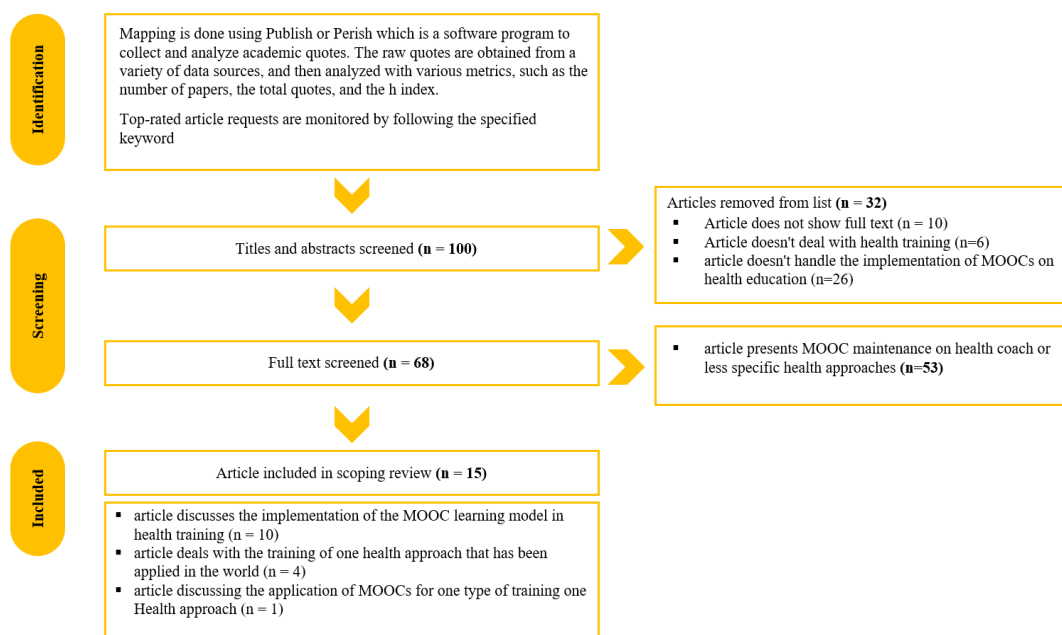 Identification
Mapping is done using Publish or Perish which is a software program to
collect and analyze academic quotes. The raw quotes are obtained from a
variety of data sources, and then analyzed with various metrics, such as the
number of papers, the total quotes, and the h index.
Top-rated article requests are monitored by following the specified
keyword
Screening
Titles and abstracts screened (n = 100)
Articles removed from list (n = 32)
▪ Article does not show full text (n = 10)
▪ Article doesn't deal with health training (n=6)
▪ article doesn't handle the implementation of MOOCs on
health education (n=26)
Full text screened (n = 68)
▪ article presents MOOC maintenance on health coach or
less specific health approaches (n=53)
Included
Article included in scoping review (n = 15)
▪ article discusses the implementation of the MOOC learning model in
health training (n = 10)
▪ article deals with the training of one health approach that has been
applied in the world (n = 4)
▪ article discussing the application of MOOCs for one type of training one
Health approach (n = 1)